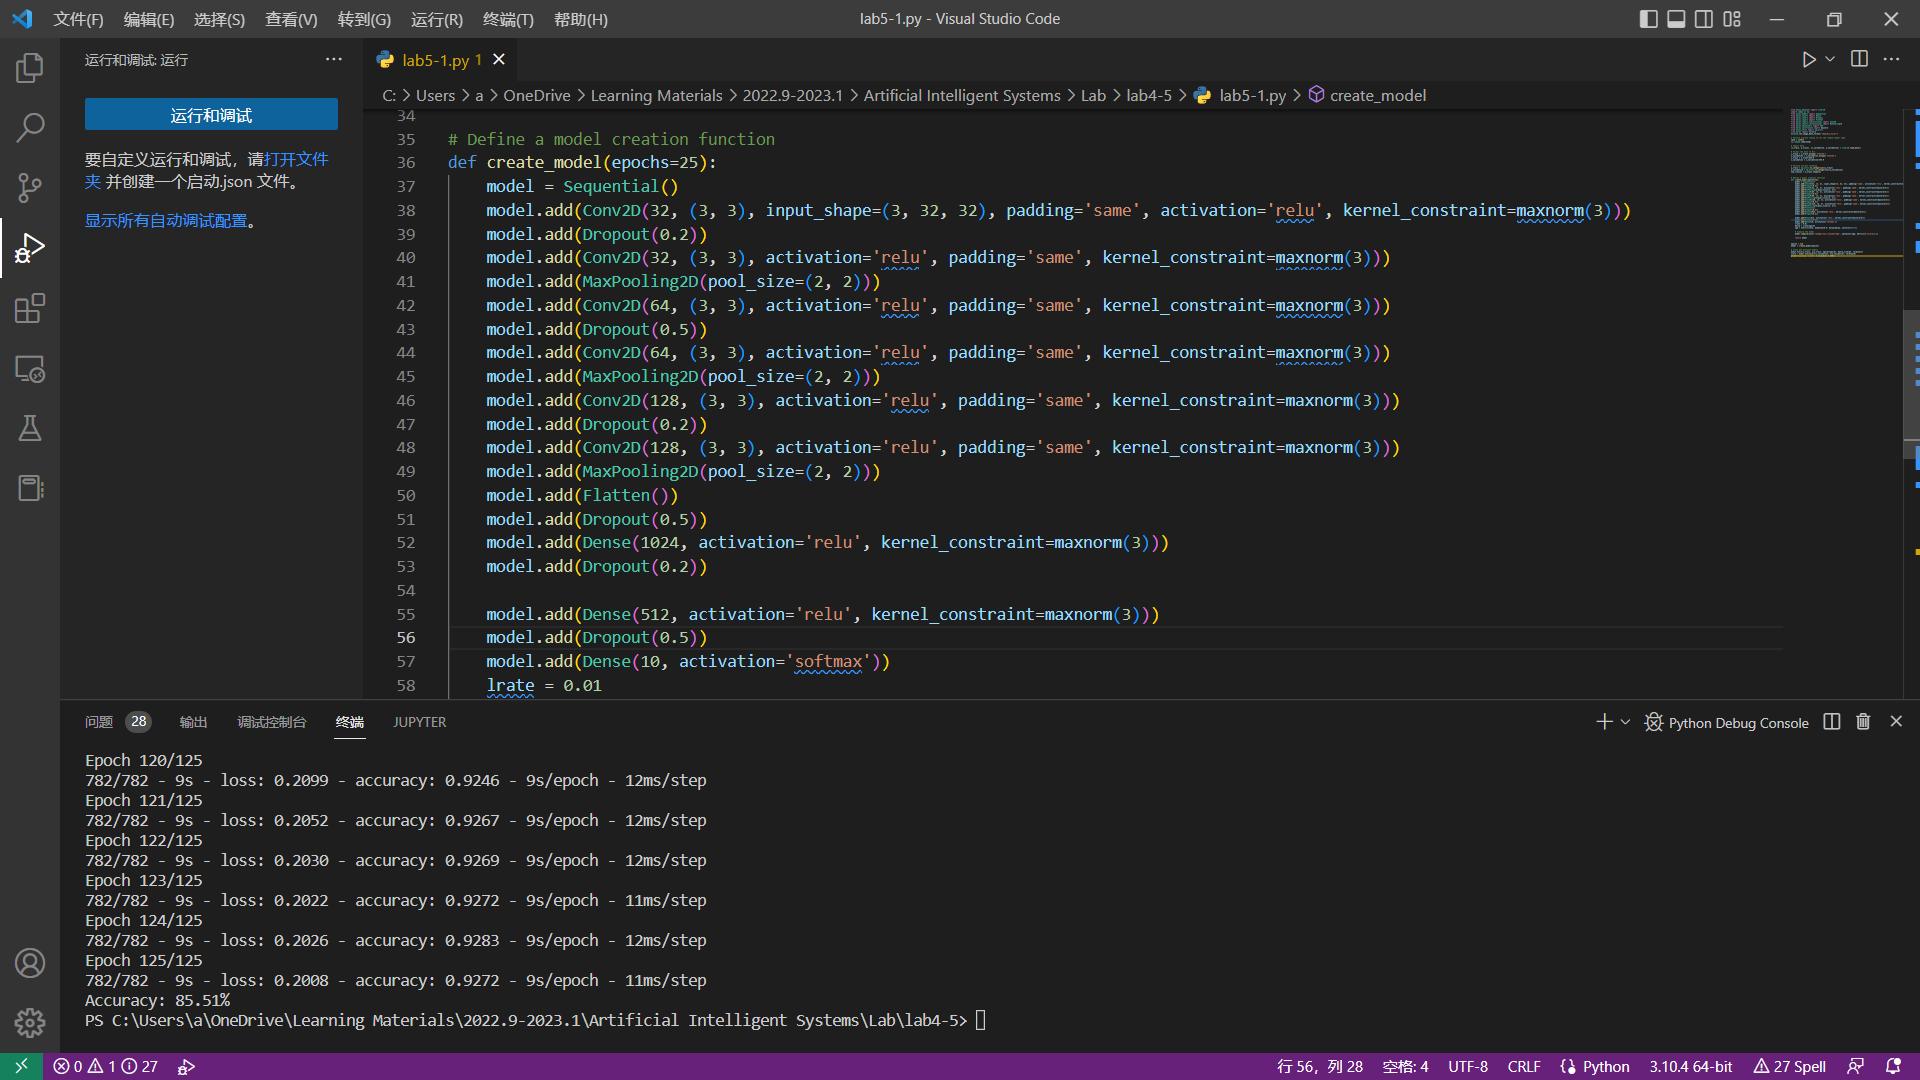 文件(F) 编辑(E) 选择(S) 查看(V) 转到(G) 运行(R) 终端(T) 帮助(H) lab5-1.py - Visual Studio Code
运行和调试: 运行
运行和调试
要自定义运行和调试，请打开文件
夹 并创建一个启动.json 文件。
显示所有自动调试配置。
lab5-1.py 1
C: > Users > a > OneDrive > Learning Materials > 2022.9-2023.1 > Artificial Intelligent Systems > Lab > lab4-5 > lab5-1.py > create_model
34
35 # Define a model creation function
36 def create_model(epochs=25):
37 model = Sequential()
38 model.add(Conv2D(32, (3, 3), input_shape=(3, 32, 32), padding='same', activation='relu', kernel_constraint=maxnorm(3)))
39 model.add(Dropout(0.2))
40 model.add(Conv2D(32, (3, 3), activation='relu', padding='same', kernel_constraint=maxnorm(3)))
41 model.add(MaxPooling2D(pool_size=(2, 2)))
42 model.add(Conv2D(64, (3, 3), activation='relu', padding='same', kernel_constraint=maxnorm(3)))
43 model.add(Dropout(0.5))
44 model.add(Conv2D(64, (3, 3), activation='relu', padding='same', kernel_constraint=maxnorm(3)))
45 model.add(MaxPooling2D(pool_size=(2, 2)))
46 model.add(Conv2D(128, (3, 3), activation='relu', padding='same', kernel_constraint=maxnorm(3)))
47 model.add(Dropout(0.2))
48 model.add(Conv2D(128, (3, 3), activation='relu', padding='same', kernel_constraint=maxnorm(3)))
49 model.add(MaxPooling2D(pool_size=(2, 2)))
50 model.add(Flatten())
51 model.add(Dropout(0.5))
52 model.add(Dense(1024, activation='relu', kernel_constraint=maxnorm(3)))
53 model.add(Dropout(0.2))
54
55 model.add(Dense(512, activation='relu', kernel_constraint=maxnorm(3)))
56 model.add(Dropout(0.5))
57 model.add(Dense(10, activation='softmax'))
58 lrate = 0.01
问题 28 输出 调试控制台 终端 JUPYTER Python Debug Console
Epoch 120/125
782/782 - 9s - loss: 0.2099 - accuracy: 0.9246 - 9s/epoch - 12ms/step
Epoch 121/125
782/782 - 9s - loss: 0.2052 - accuracy: 0.9267 - 9s/epoch - 12ms/step
Epoch 122/125
782/782 - 9s - loss: 0.2030 - accuracy: 0.9269 - 9s/epoch - 12ms/step
Epoch 123/125
782/782 - 9s - loss: 0.2022 - accuracy: 0.9272 - 9s/epoch - 11ms/step
Epoch 124/125
782/782 - 9s - loss: 0.2026 - accuracy: 0.9283 - 9s/epoch - 12ms/step
Epoch 125/125
782/782 - 9s - loss: 0.2008 - accuracy: 0.9272 - 9s/epoch - 11ms/step
Accuracy: 85.51%
PS C:\Users\a\OneDrive\Learning Materials\2022.9-2023.1\Artificial Intelligent Systems\Lab\lab4-5>
0 1 27 行 56，列 28 空格: 4 UTF-8 CRLF Python 3.10.4 64-bit 27 Spell